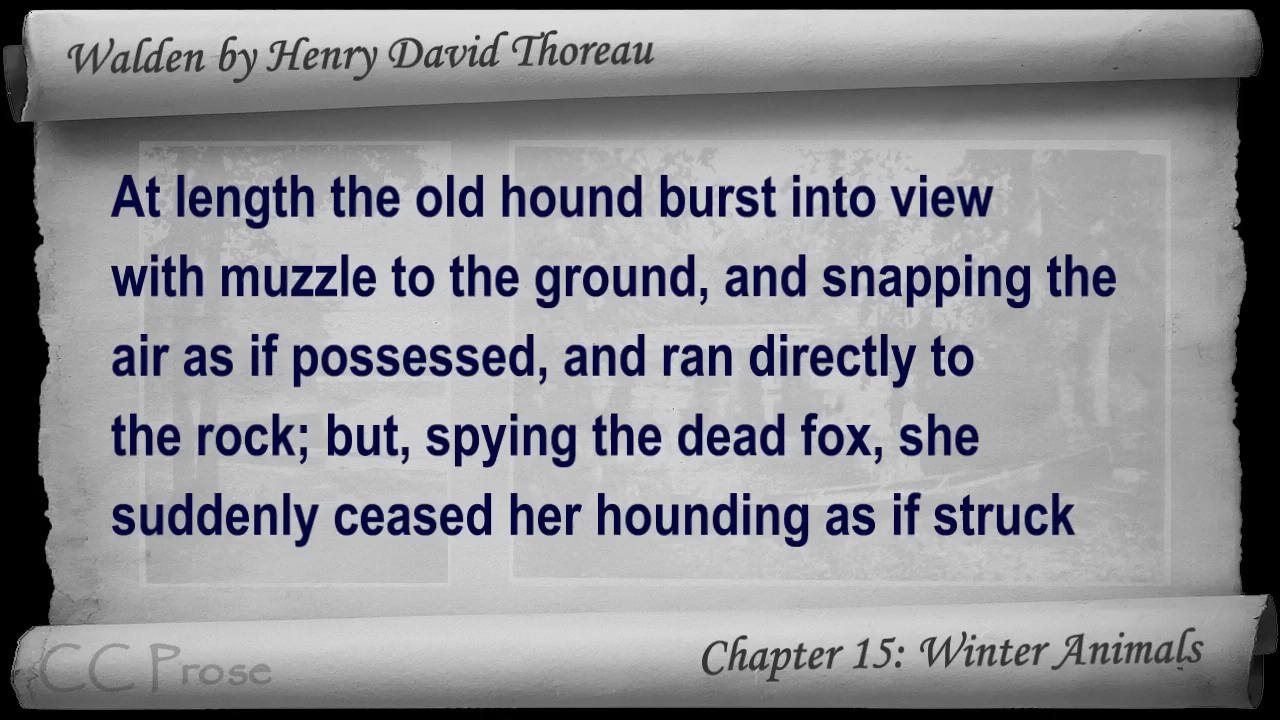 Walden by Henry David Thoreau
At length the old hound burst into view
with muzzle to the ground, and snapping the
air as if possessed, and ran directly to
the rock; but, spying the dead fox, she
suddenly ceased her hounding as if struck
CC Prose
Chapter 15: Winter Animals